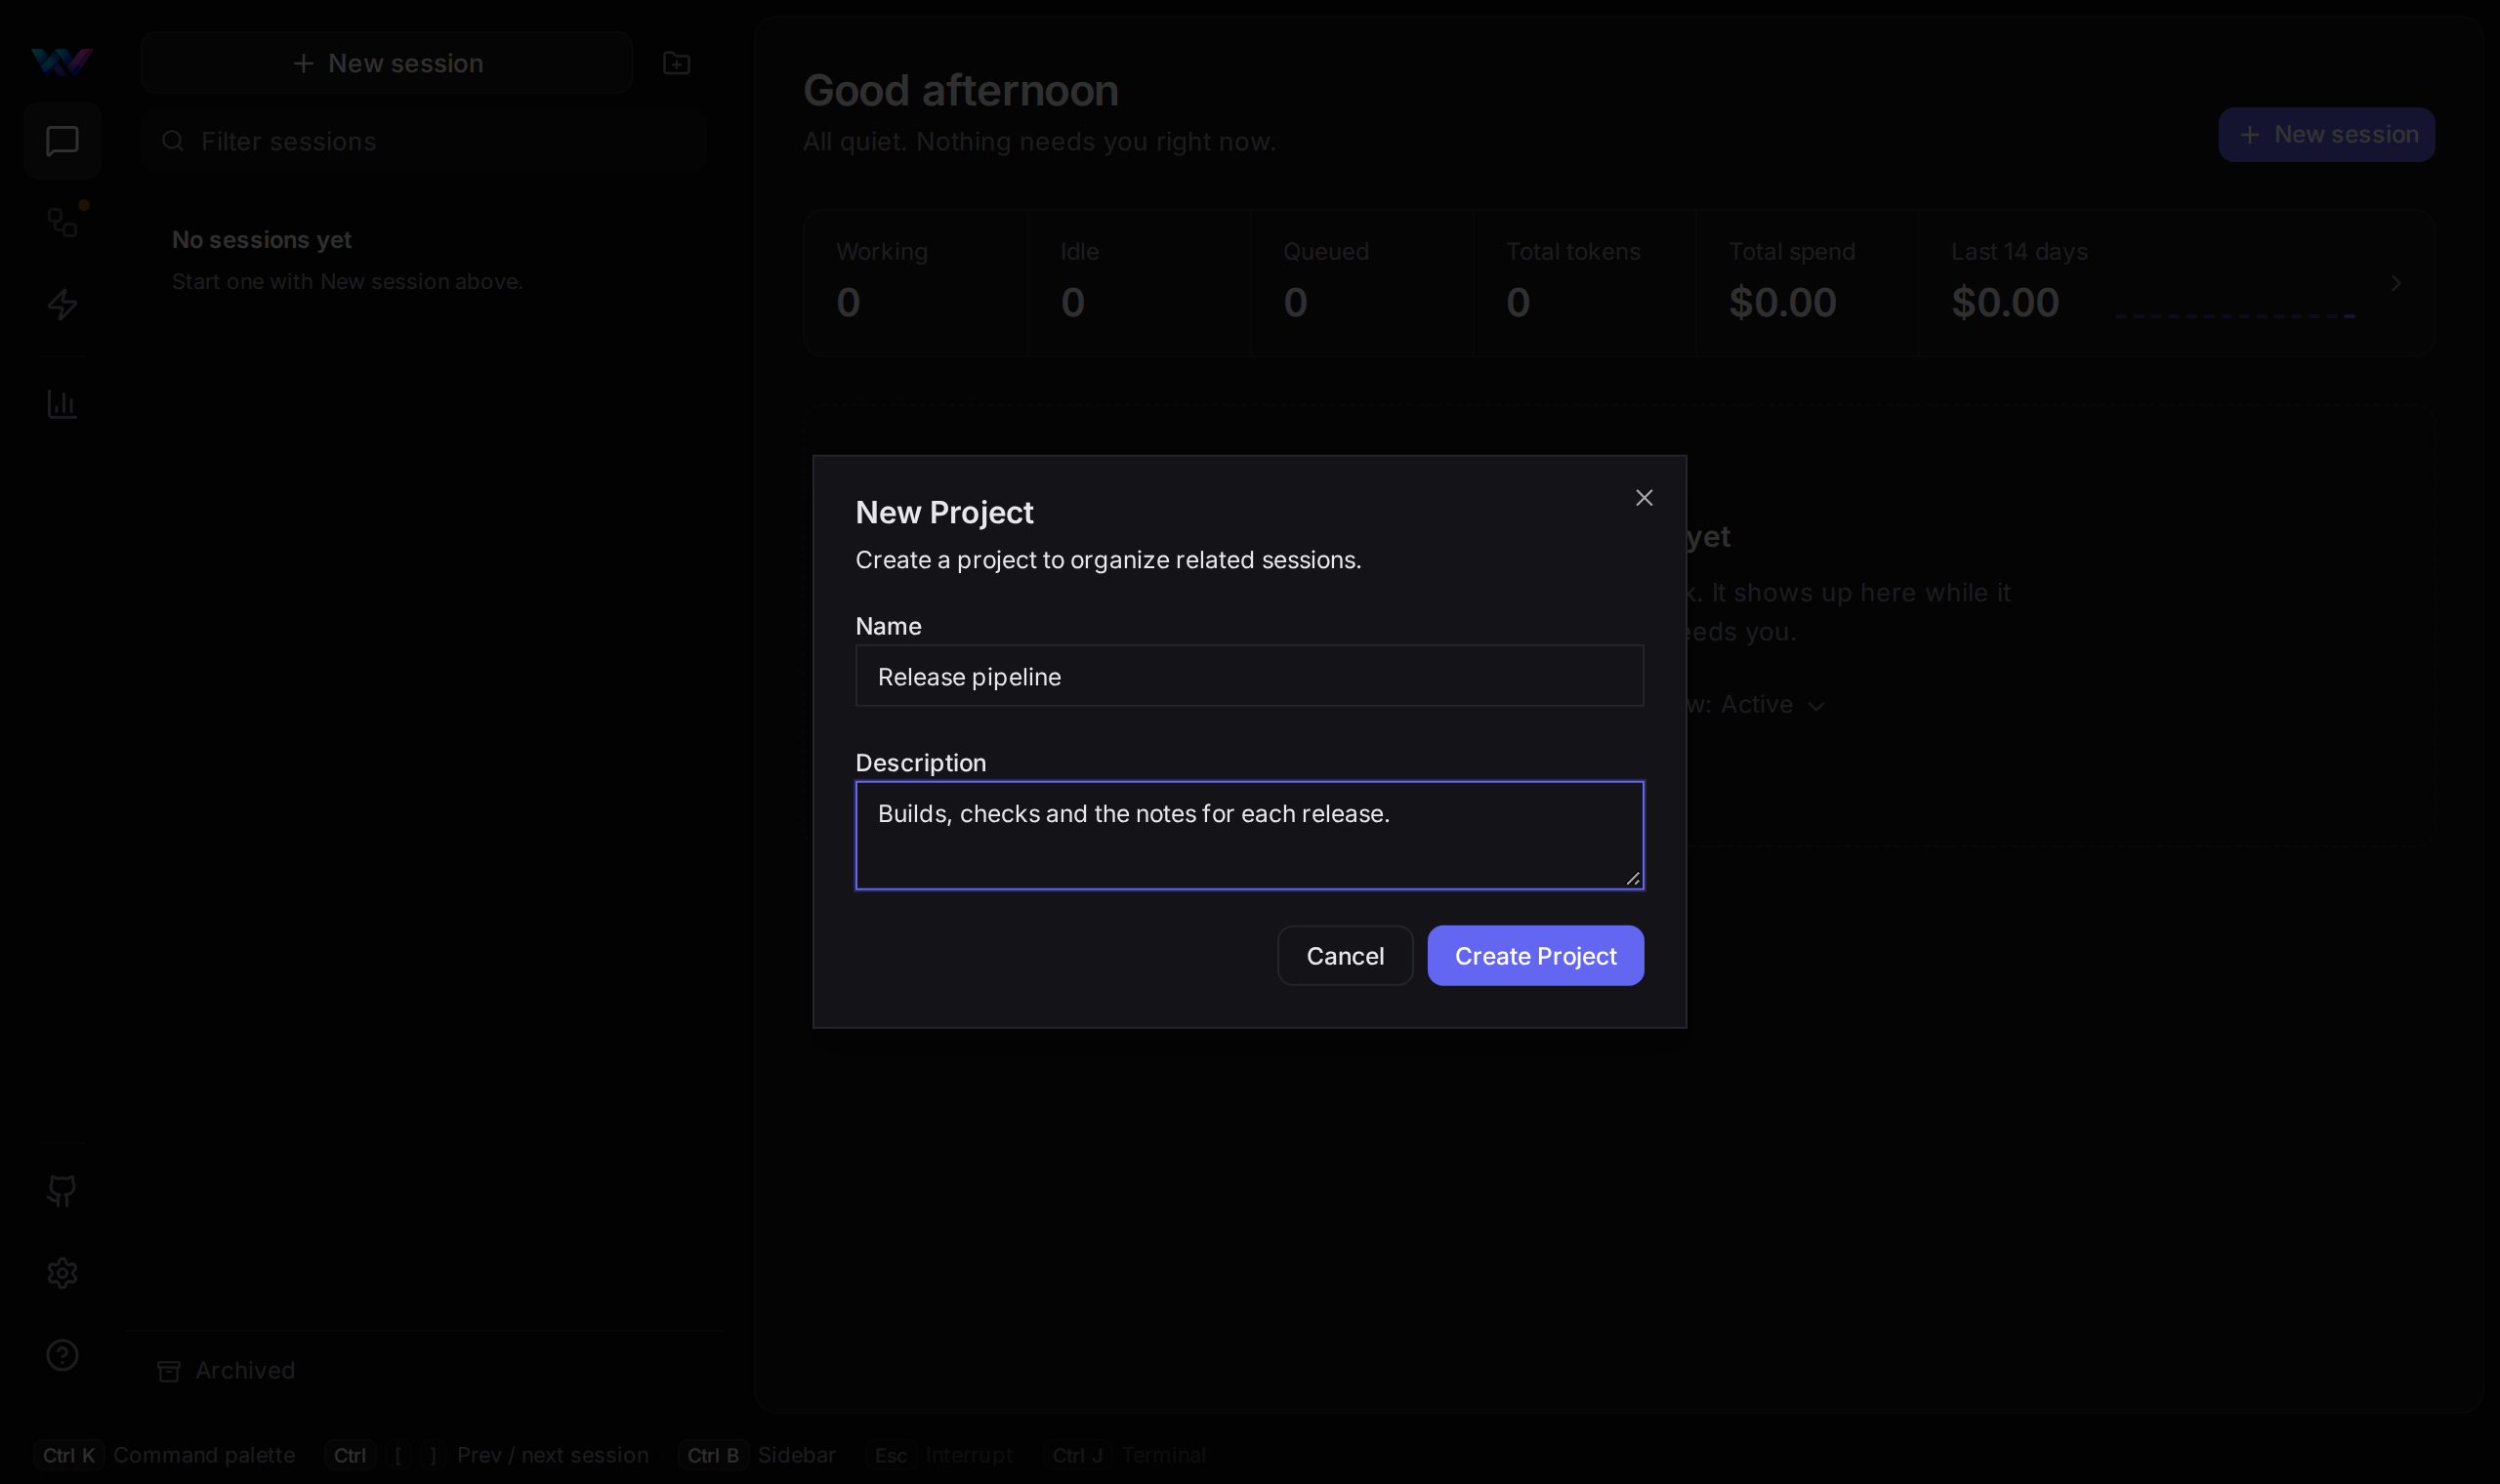 New session
Filter sessions
No sessions yet
Start one with New session above.
Archived
Good afternoon
All quiet. Nothing needs you right now.
New session
Working
0
Idle
0
Queued
0
Total tokens
0
Total spend
$0.00
Last 14 days
$0.00
yet
. It shows up here while it
eeds you.
w: Active
New Project
Create a project to organize related sessions.
Name
Release pipeline
Description
Builds, checks and the notes for each release.
Cancel
Create Project
Ctrl K Command palette Ctrl [ ] Prev / next session Ctrl B Sidebar Esc Interrupt Ctrl J Terminal